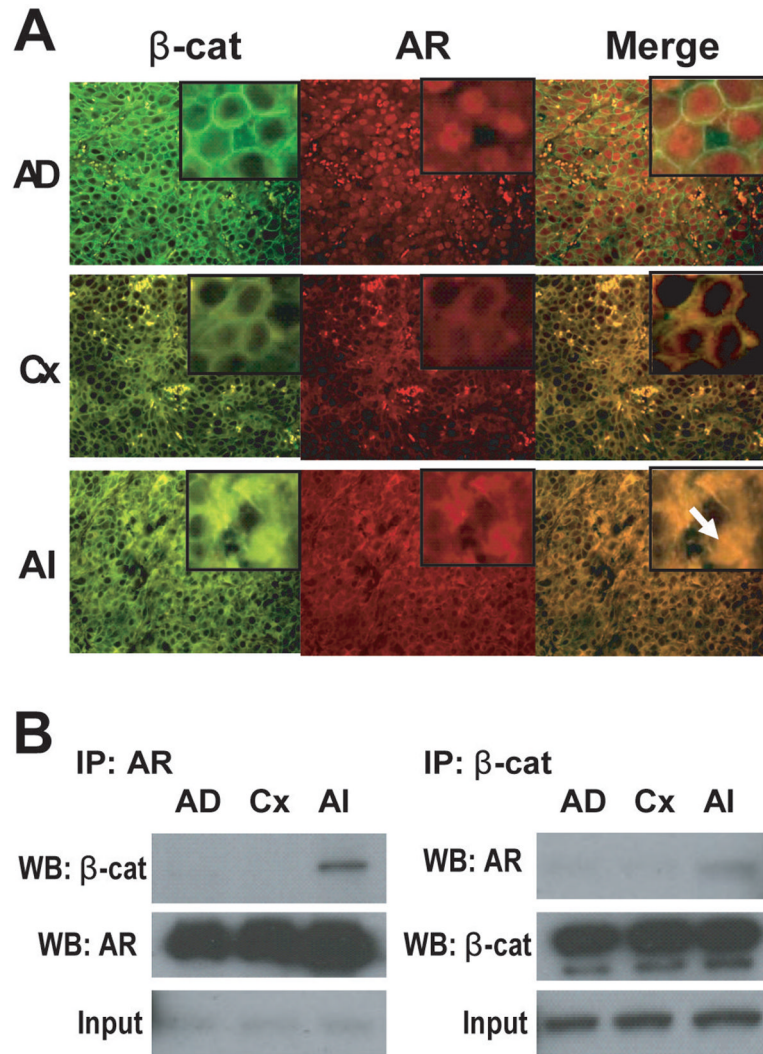 A
β-cat AR Merge
AD
Cx
AI
B
IP: AR
AD Cx AI
WB: β-cat
WB: AR
Input
IP: β-cat
AD Cx AI
WB: AR
WB: β-cat
Input